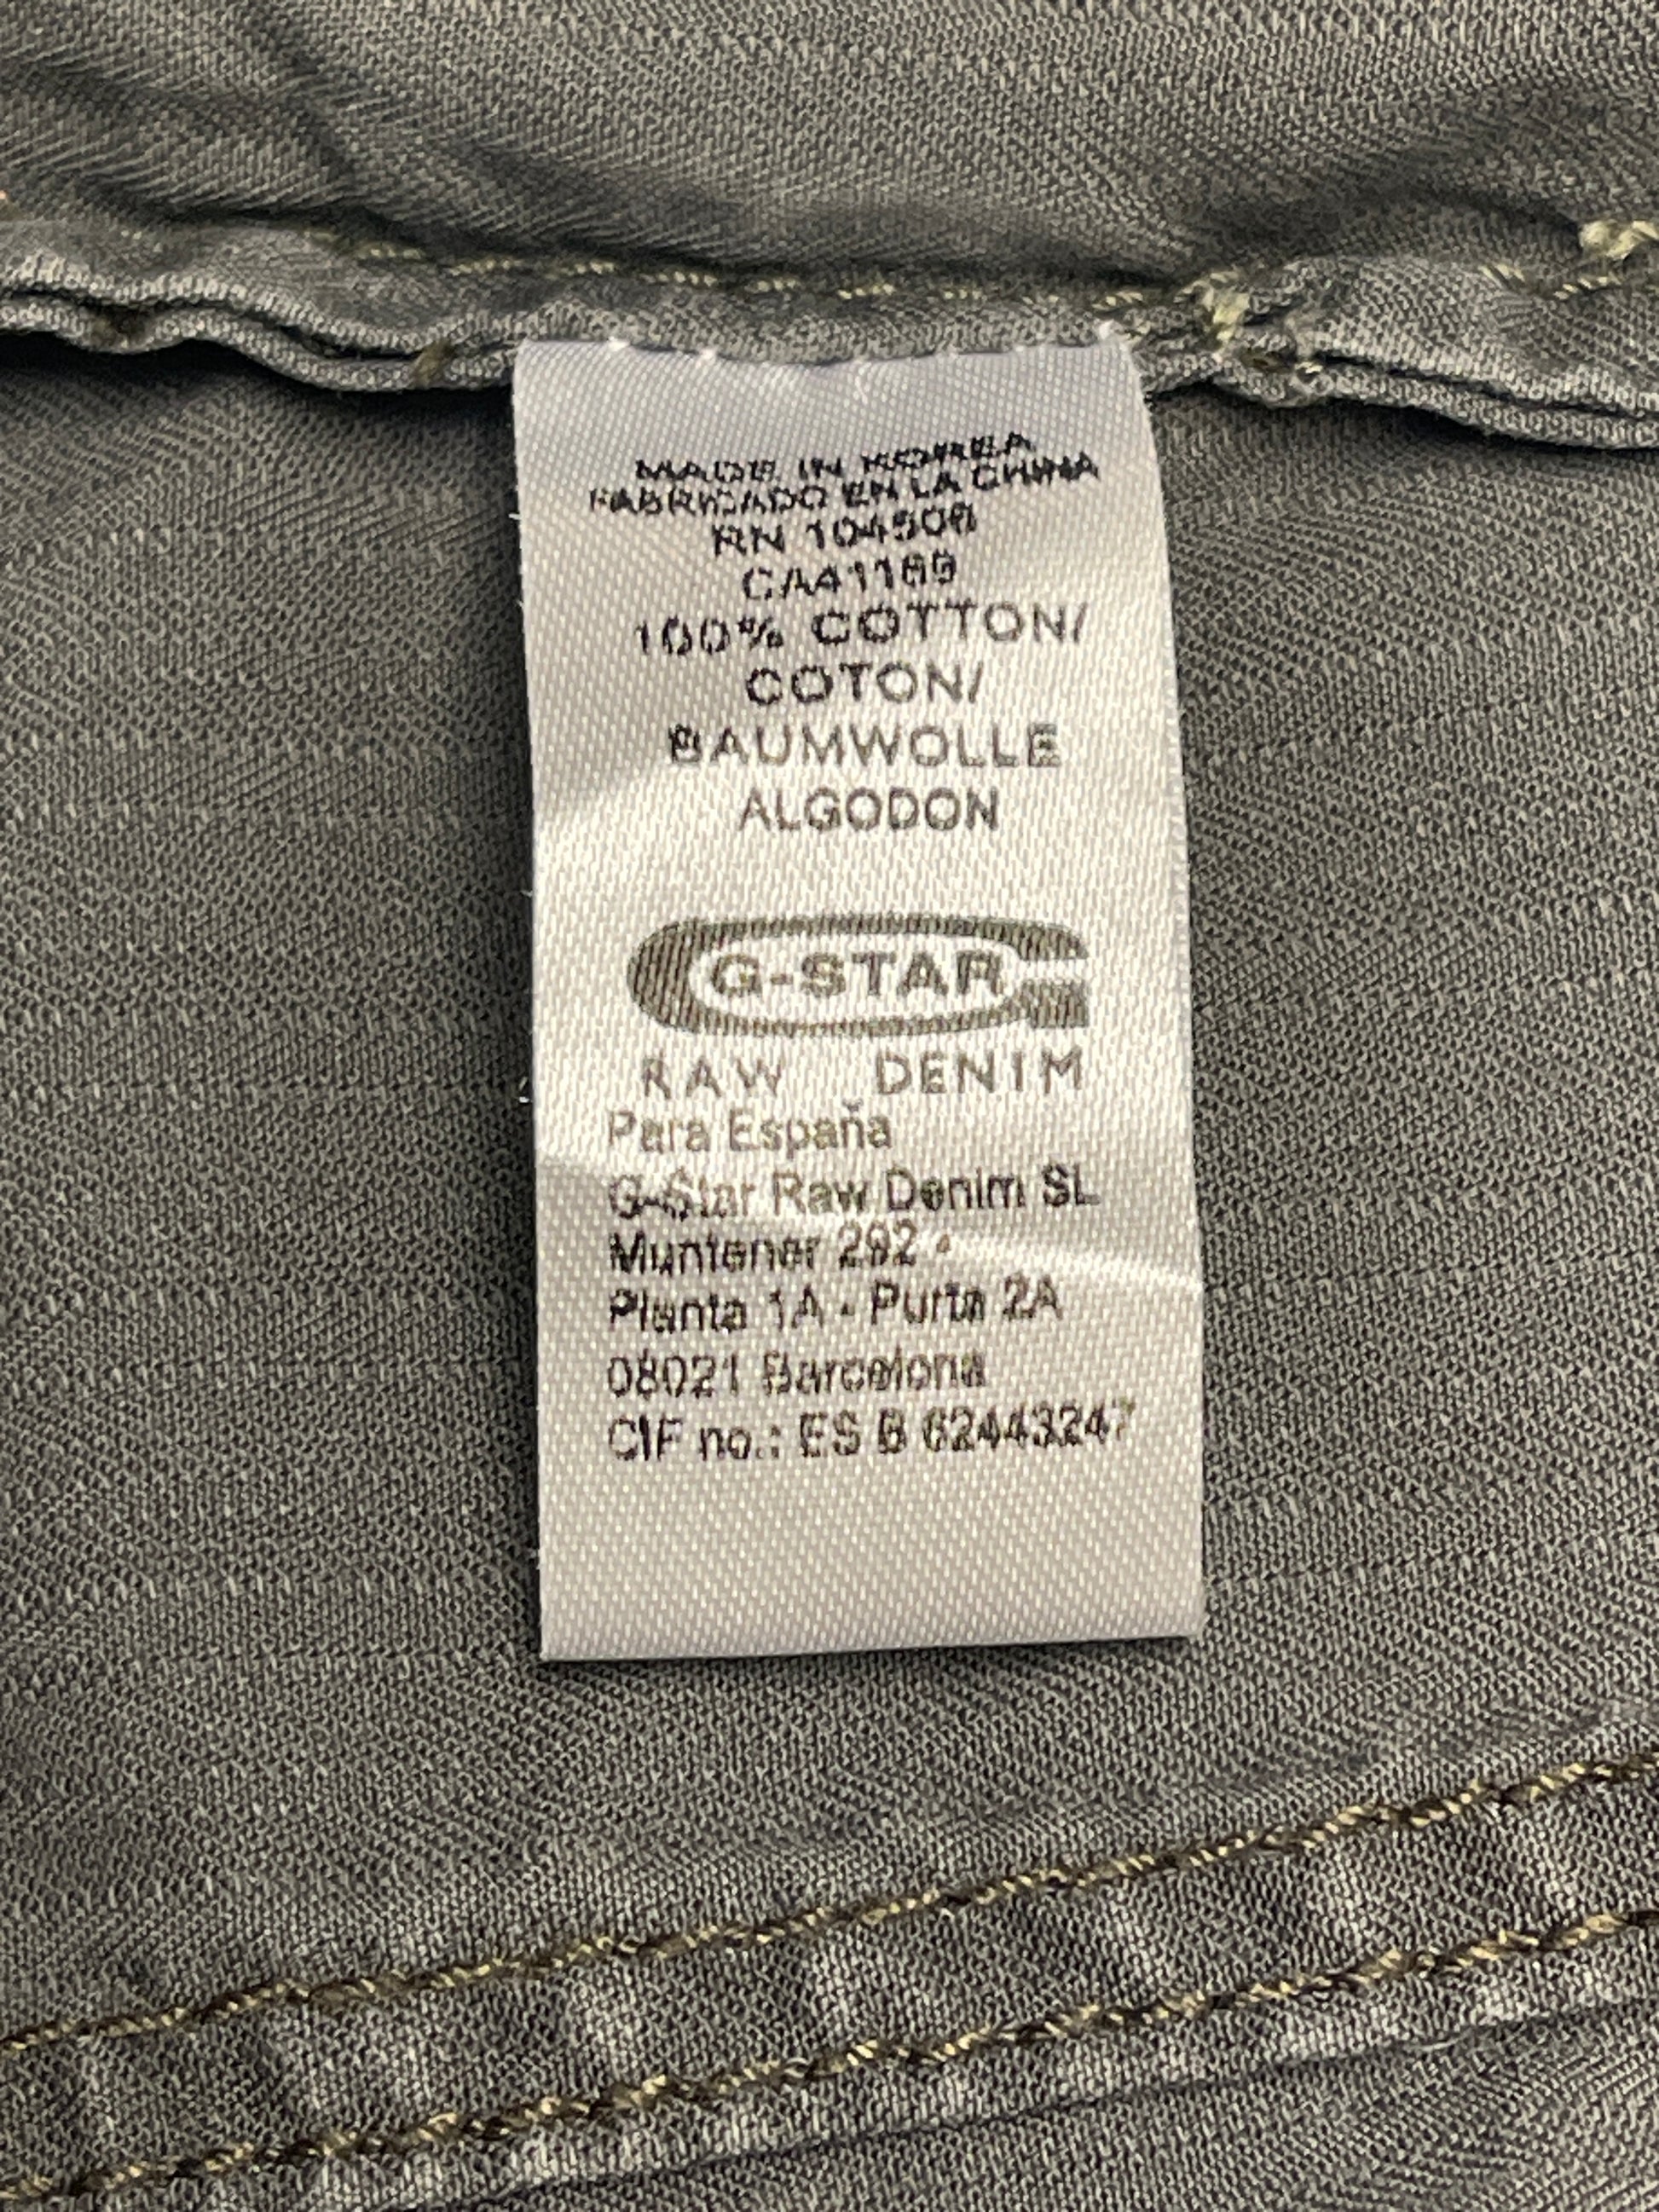 MADE IN KOREA
FABRICADO EN LA CHINA
RN 104506
CA41169
100% COTTON/
COTON/
BAUMWOLLE
ALGODON
G-STAR
RAW DENIM
Para España
G-Star Raw Denim SL
Muntener 292 -
Planta 1A - Purta 2A
08021 Barcelona
CIF no.: ES B 62443247